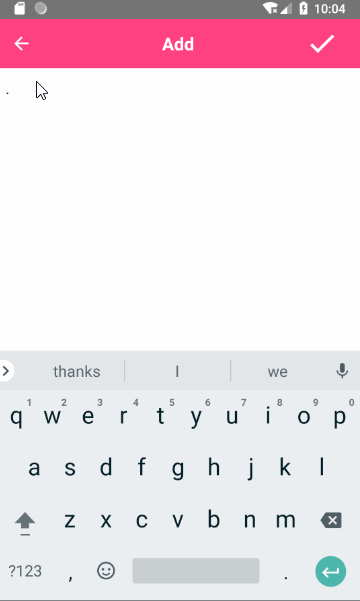 10:04
Add
.
thanks I we
1 2 3 4 5 6 7 8 9 0
q w e r t y u i o p
a s d f g h j k l
z x c v b n m
?123 , .